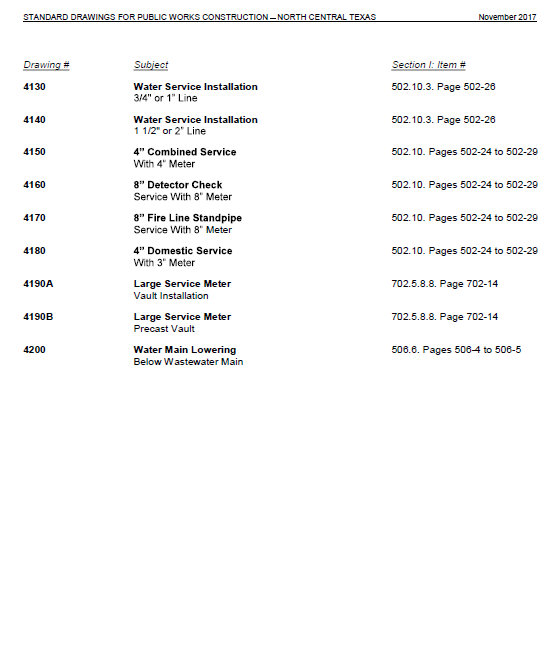 STANDARD DRAWINGS FOR PUBLIC WORKS CONSTRUCTION — NORTH CENTRAL TEXAS November 2017
Drawing # Subject Section I: Item #
4130 Water Service Installation 502.10.3. Page 502-26
3/4" or 1" Line
4140 Water Service Installation 502.10.3. Page 502-26
1 1/2" or 2" Line
4150 4" Combined Service 502.10. Pages 502-24 to 502-29
With 4" Meter
4160 8" Detector Check 502.10. Pages 502-24 to 502-29
Service With 8" Meter
4170 8" Fire Line Standpipe 502.10. Pages 502-24 to 502-29
Service With 8" Meter
4180 4" Domestic Service 502.10. Pages 502-24 to 502-29
With 3" Meter
4190A Large Service Meter 702.5.8.8. Page 702-14
Vault Installation
4190B Large Service Meter 702.5.8.8. Page 702-14
Precast Vault
4200 Water Main Lowering 506.6. Pages 506-4 to 506-5
Below Wastewater Main